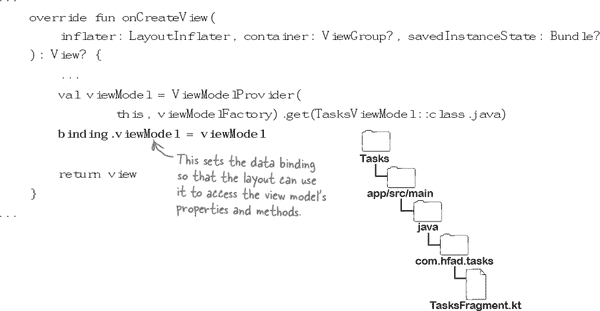 ...
override fun onCreateView(
inflater: LayoutInflater, container: ViewGroup?, savedInstanceState: Bundle?
): View? {
...
val viewModel = ViewModelProvider(
this, viewModelFactory).get(TasksViewModel::class.java)
binding.viewModel = viewModel
This sets the data binding
so that the layout can use
it to access the view model's
properties and methods.
return view
}
...
Tasks
app/src/main
java
com.hfad.tasks
TasksFragment.kt